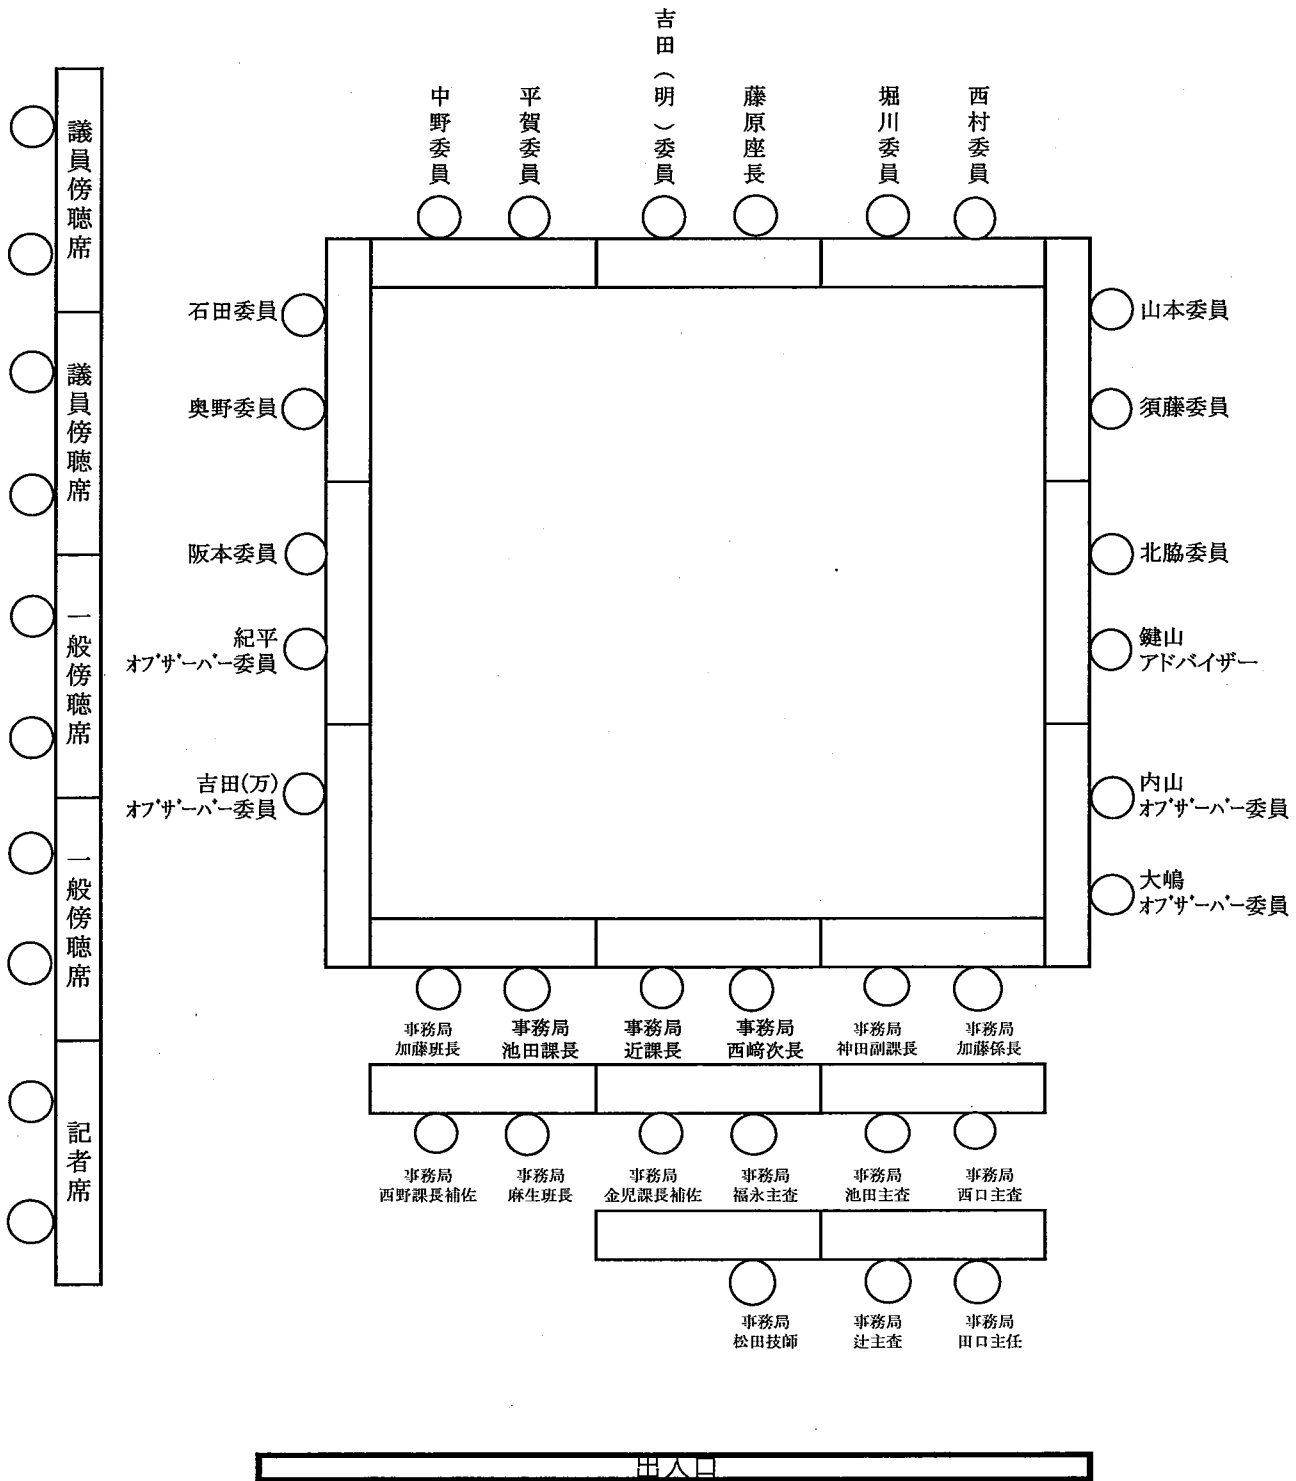 吉田(明)委員
中野委員
平賀委員
藤原座長
堀川委員
西村委員
議員傍聴席
議員傍聴席
一般傍聴席
一般傍聴席
記者席
石田委員
奥野委員
阪本委員
紀平
オブザーバー委員
吉田(万)
オブザーバー委員
山本委員
須藤委員
北脇委員
鍵山
アドバイザー
内山
オブザーバー委員
大嶋
オブザーバー委員
事務局
加藤班長
事務局
池田課長
事務局
近課長
事務局
西﨑次長
事務局
神田副課長
事務局
加藤係長
事務局
西野課長補佐
事務局
麻生班長
事務局
金児課長補佐
事務局
福永主査
事務局
池田主査
事務局
西口主査
事務局
松田技師
事務局
辻主査
事務局
田口主任
出入口